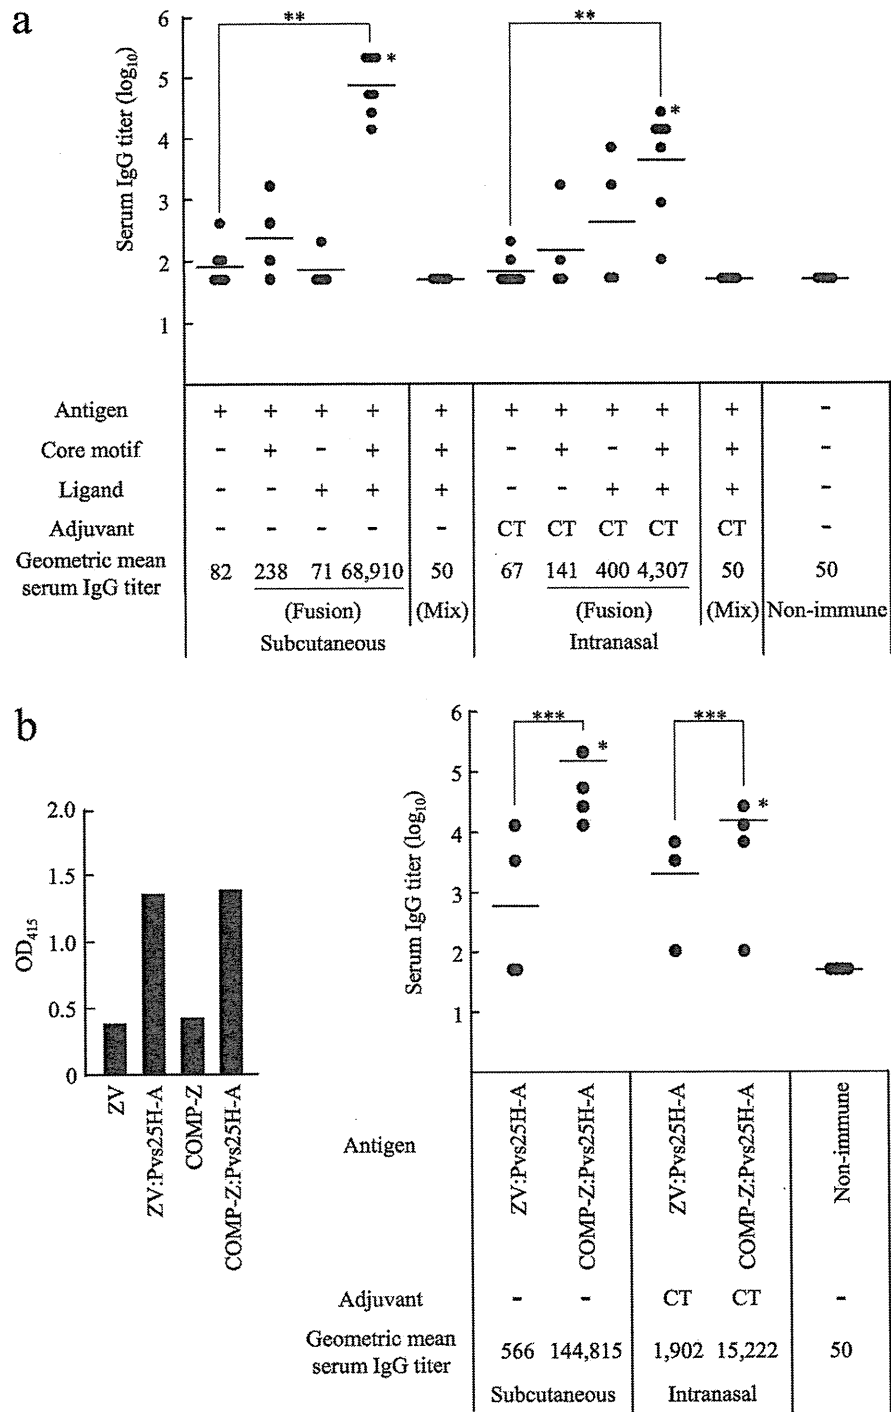 a
Serum IgG titer (log10)
6
5
4
3
2
1
** **
* *
Antigen + + + + + + + + + + -
Core motif - + - + + - + - + + -
Ligand - - + + + - - + + + -
Adjuvant - - - - - CT CT CT CT CT -
Geometric mean serum IgG titer 82 238 71 68,910 50 67 141 400 4,307 50 50
(Fusion) (Mix) (Fusion) (Mix) Non-immune
Subcutaneous Intranasal
b
OD415
2.0
1.5
1.0
0.5
0
ZV
ZV:Pvs25H-A
COMP-Z
COMP-Z:Pvs25H-A
Serum IgG titer (log10)
6
5
4
3
2
1
*** ***
* *
Antigen
ZV:Pvs25H-A
COMP-Z:Pvs25H-A
ZV:Pvs25H-A
COMP-Z:Pvs25H-A
Non-immune
Adjuvant - - CT CT -
Geometric mean serum IgG titer 566 144,815 1,902 15,222 50
Subcutaneous Intranasal